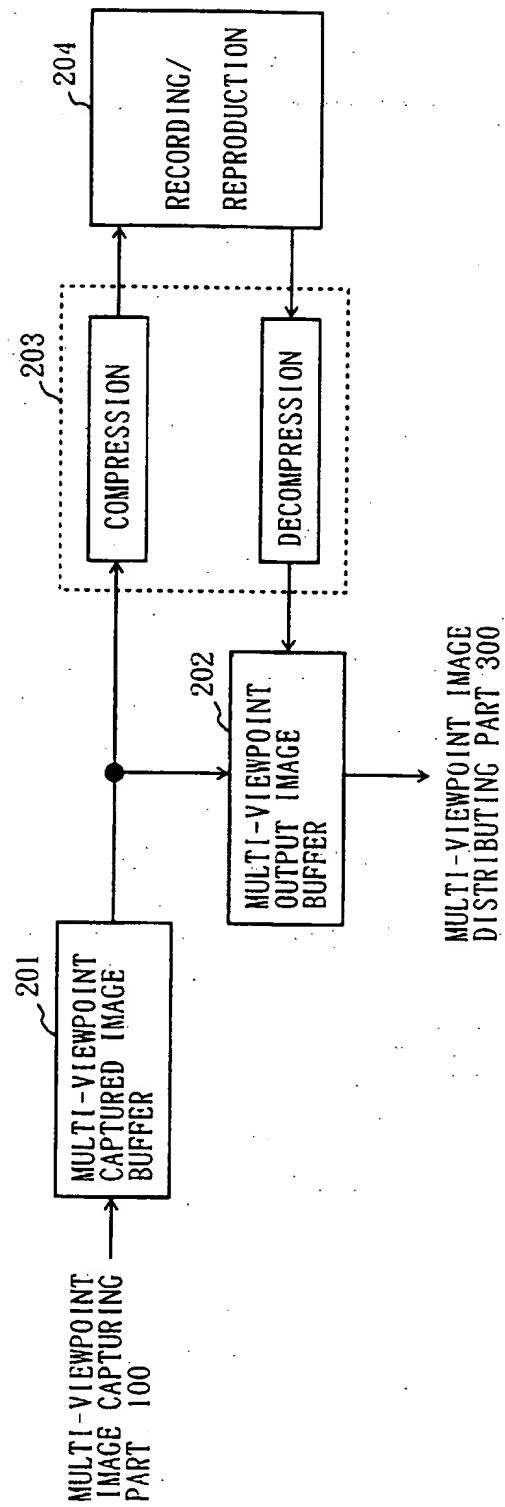 MULTI-VIEWPOINT
IMAGE CAPTURING
PART 100
201
MULTI-VIEWPOINT
CAPTURED IMAGE
BUFFER
202
MULTI-VIEWPOINT
OUTPUT IMAGE
BUFFER
MULTI-VIEWPOINT IMAGE
DISTRIBUTING PART 300
203
COMPRESSION
DECOMPRESSION
204
RECORDING/
REPRODUCTION